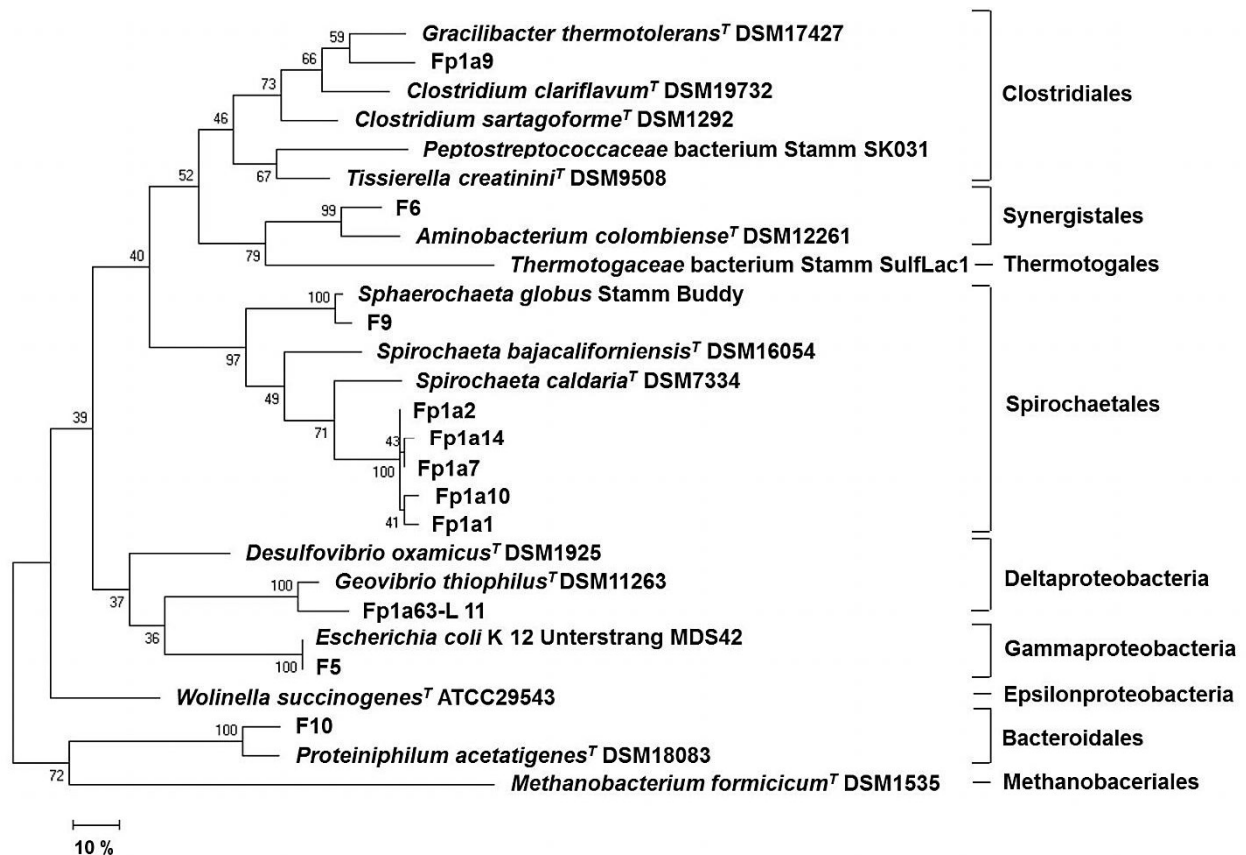 59 Gracilibacter thermotolerans^T DSM17427
66 Fp1a9
73 Clostridium clariflavum^T DSM19732 Clostridiales
46 Clostridium sartagoforme^T DSM1292
Peptostreptococcaceae bacterium Stamm SK031
52 67 Tissierella creatinini^T DSM9508
99 F6 Synergistales
Aminobacterium colombiense^T DSM12261
40 79 Thermotogaceae bacterium Stamm SulfLac1 Thermotogales
100 Sphaerochaeta globus Stamm Buddy
F9
97 Spirochaeta bajacaliforniensis^T DSM16054
49 Spirochaeta caldaria^T DSM7334 Spirochaetales
39 Fp1a2
71 43 Fp1a14
100 Fp1a7
Fp1a10
41 Fp1a1
Desulfovibrio oxamicus^T DSM1925
100 Geovibrio thiophilus^T DSM11263 Deltaproteobacteria
37 Fp1a63-L 11
36 Escherichia coli K 12 Unterstrang MDS42 Gammaproteobacteria
100 F5
Wolinella succinogenes^T ATCC29543 Epsilonproteobacteria
100 F10 Bacteroidales
Proteiniphilum acetatigenes^T DSM18083
72 Methanobacterium formicicum^T DSM1535 Methanobaceriales
10 %